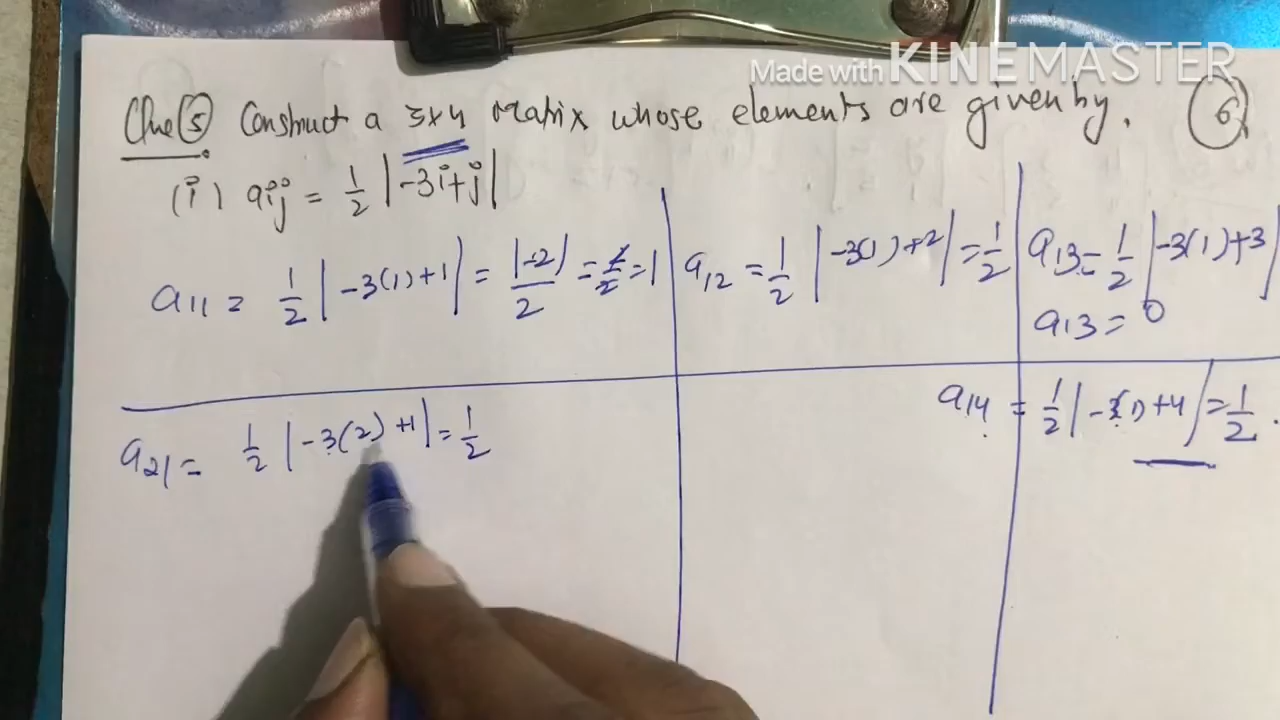 Made with KINEMASTER
Que (5) Construct a 3x4 Matrix whose elements are given by. (6)
(i) aij = 1/2 |-3i+j|
a11 = 1/2 |-3(1)+1| = |-2|/2 = 2/2 = 1
a12 = 1/2 |-3(1)+2| = 1/2
a13 = 1/2 |-3(1)+3|
a13 = 0
a14 = 1/2 |-3(1)+4| = 1/2.
a21 = 1/2 |-3(2)+1| = 1/2